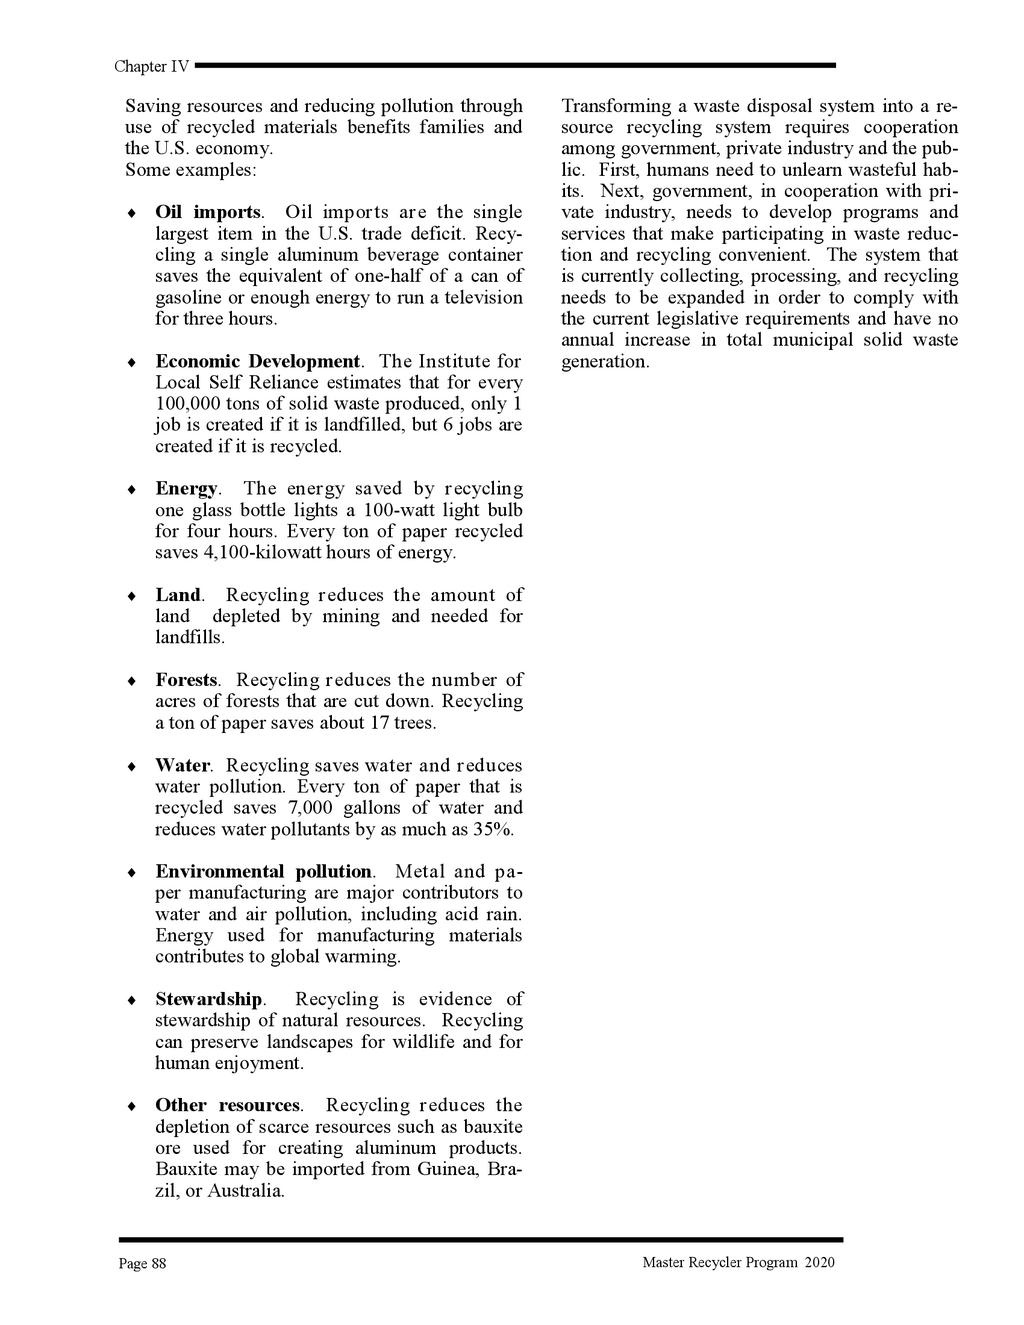 Chapter IV
Saving resources and reducing pollution through
use of recycled materials benefits families and
the U.S. economy.
Some examples:
♦ Oil imports. Oil imports are the single
largest item in the U.S. trade deficit. Recy-
cling a single aluminum beverage container
saves the equivalent of one-half of a can of
gasoline or enough energy to run a television
for three hours.
♦ Economic Development. The Institute for
Local Self Reliance estimates that for every
100,000 tons of solid waste produced, only 1
job is created if it is landfilled, but 6 jobs are
created if it is recycled.
♦ Energy. The energy saved by recycling
one glass bottle lights a 100-watt light bulb
for four hours. Every ton of paper recycled
saves 4,100-kilowatt hours of energy.
♦ Land. Recycling reduces the amount of
land depleted by mining and needed for
landfills.
♦ Forests. Recycling reduces the number of
acres of forests that are cut down. Recycling
a ton of paper saves about 17 trees.
♦ Water. Recycling saves water and reduces
water pollution. Every ton of paper that is
recycled saves 7,000 gallons of water and
reduces water pollutants by as much as 35%.
♦ Environmental pollution. Metal and pa-
per manufacturing are major contributors to
water and air pollution, including acid rain.
Energy used for manufacturing materials
contributes to global warming.
♦ Stewardship. Recycling is evidence of
stewardship of natural resources. Recycling
can preserve landscapes for wildlife and for
human enjoyment.
♦ Other resources. Recycling reduces the
depletion of scarce resources such as bauxite
ore used for creating aluminum products.
Bauxite may be imported from Guinea, Bra-
zil, or Australia.
Transforming a waste disposal system into a re-
source recycling system requires cooperation
among government, private industry and the pub-
lic. First, humans need to unlearn wasteful hab-
its. Next, government, in cooperation with pri-
vate industry, needs to develop programs and
services that make participating in waste reduc-
tion and recycling convenient. The system that
is currently collecting, processing, and recycling
needs to be expanded in order to comply with
the current legislative requirements and have no
annual increase in total municipal solid waste
generation.
Page 88
Master Recycler Program 2020